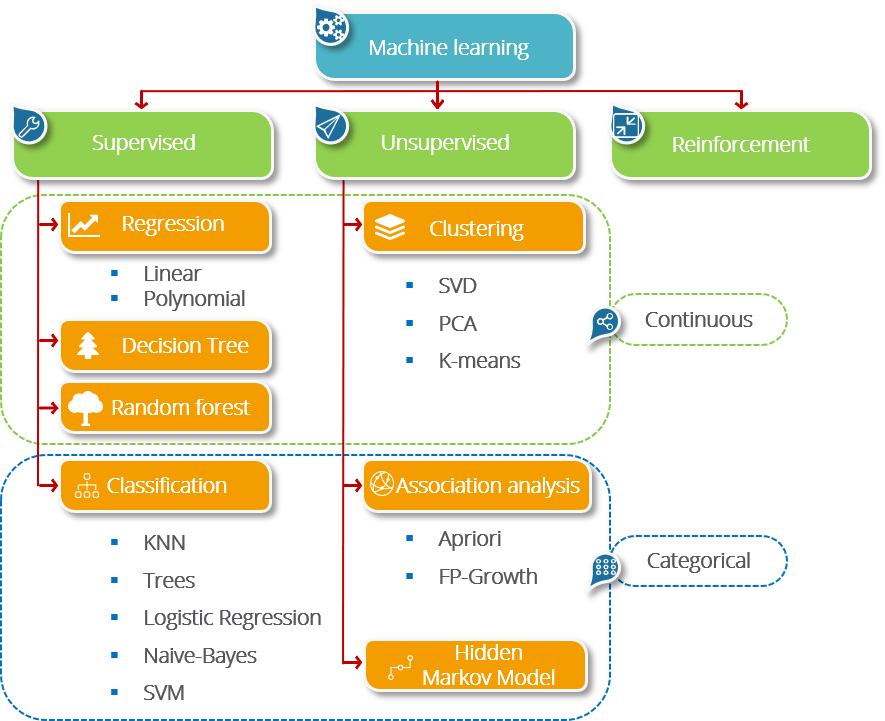 Machine learning
Supervised
Unsupervised
Reinforcement
Regression
Linear
Polynomial
Decision Tree
Random forest
Clustering
SVD
PCA
K-means
Continuous
Classification
KNN
Trees
Logistic Regression
Naive-Bayes
SVM
Association analysis
Apriori
FP-Growth
Hidden
Markov Model
Categorical